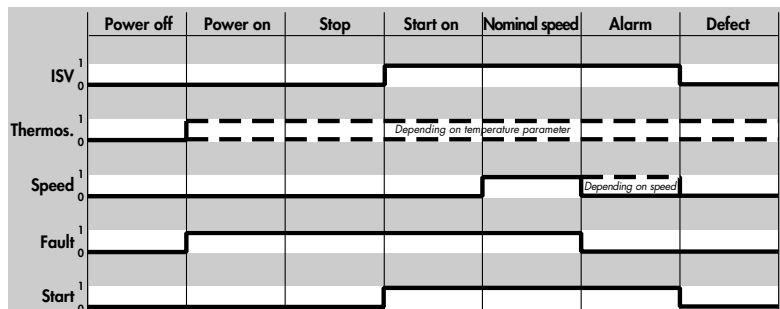 Power off Power on Stop Start on Nominal speed Alarm Defect
ISV 1
0
Thermos. 1
0
Depending on temperature parameter
Speed 1
0
Depending on speed
Fault 1
0
Start 1
0